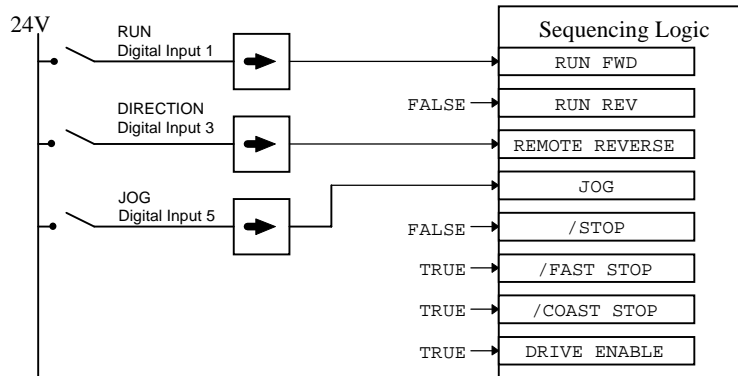 24V
Sequencing Logic
RUN
Digital Input 1
RUN FWD
FALSE
RUN REV
DIRECTION
Digital Input 3
REMOTE REVERSE
JOG
Digital Input 5
JOG
FALSE
/STOP
TRUE
/FAST STOP
TRUE
/COAST STOP
TRUE
DRIVE ENABLE